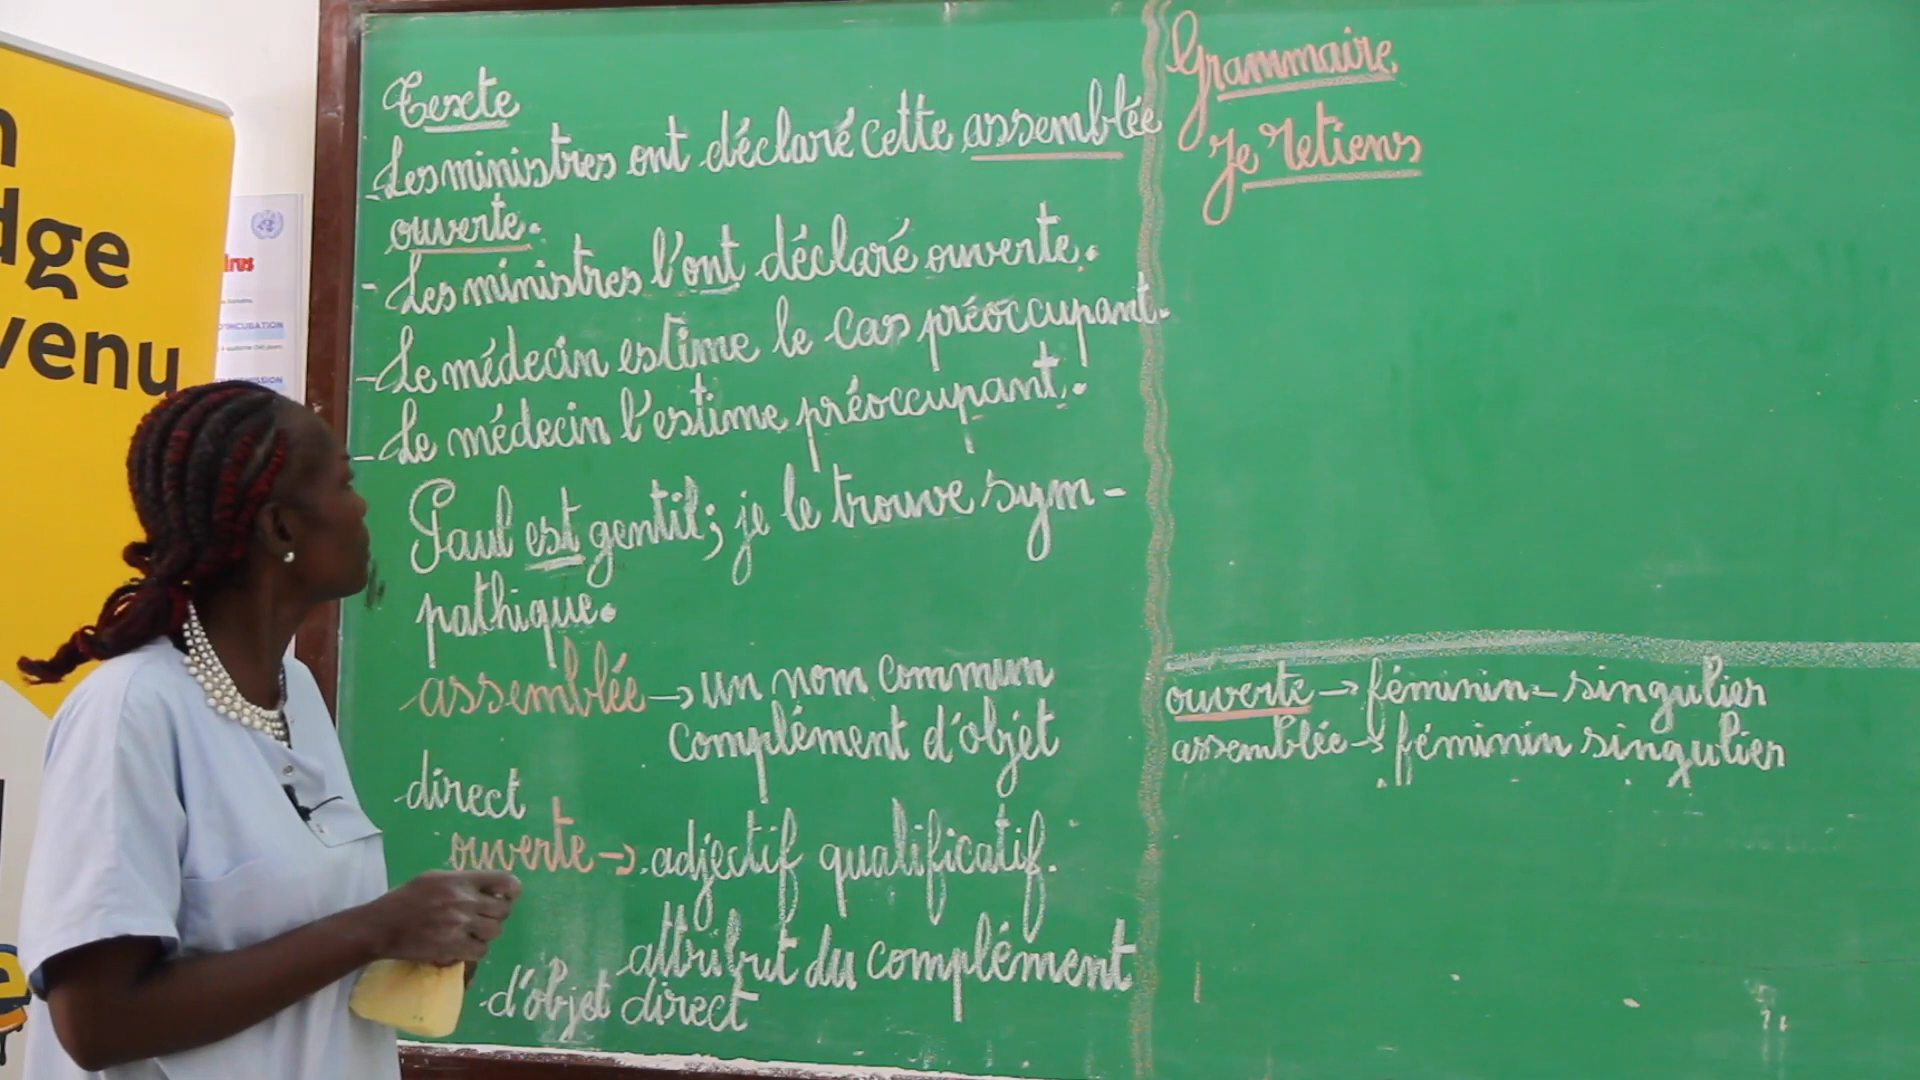 dge
venu
irus
D'INCUBATION
Texte
- Les ministres ont déclaré cette assemblée
ouverte.
- Les ministres l'ont déclaré ouverte.
- Le médecin estime le cas préoccupant.
- Le médecin l'estime préoccupant.
Paul est gentil; je le trouve sym-
pathique.
assemblée → un nom commun
complément d'objet
direct
ouverte → adjectif qualificatif.
attribut du complément
d'objet direct
Grammaire
Je retiens
ouverte → féminin - singulier
assemblée → féminin singulier